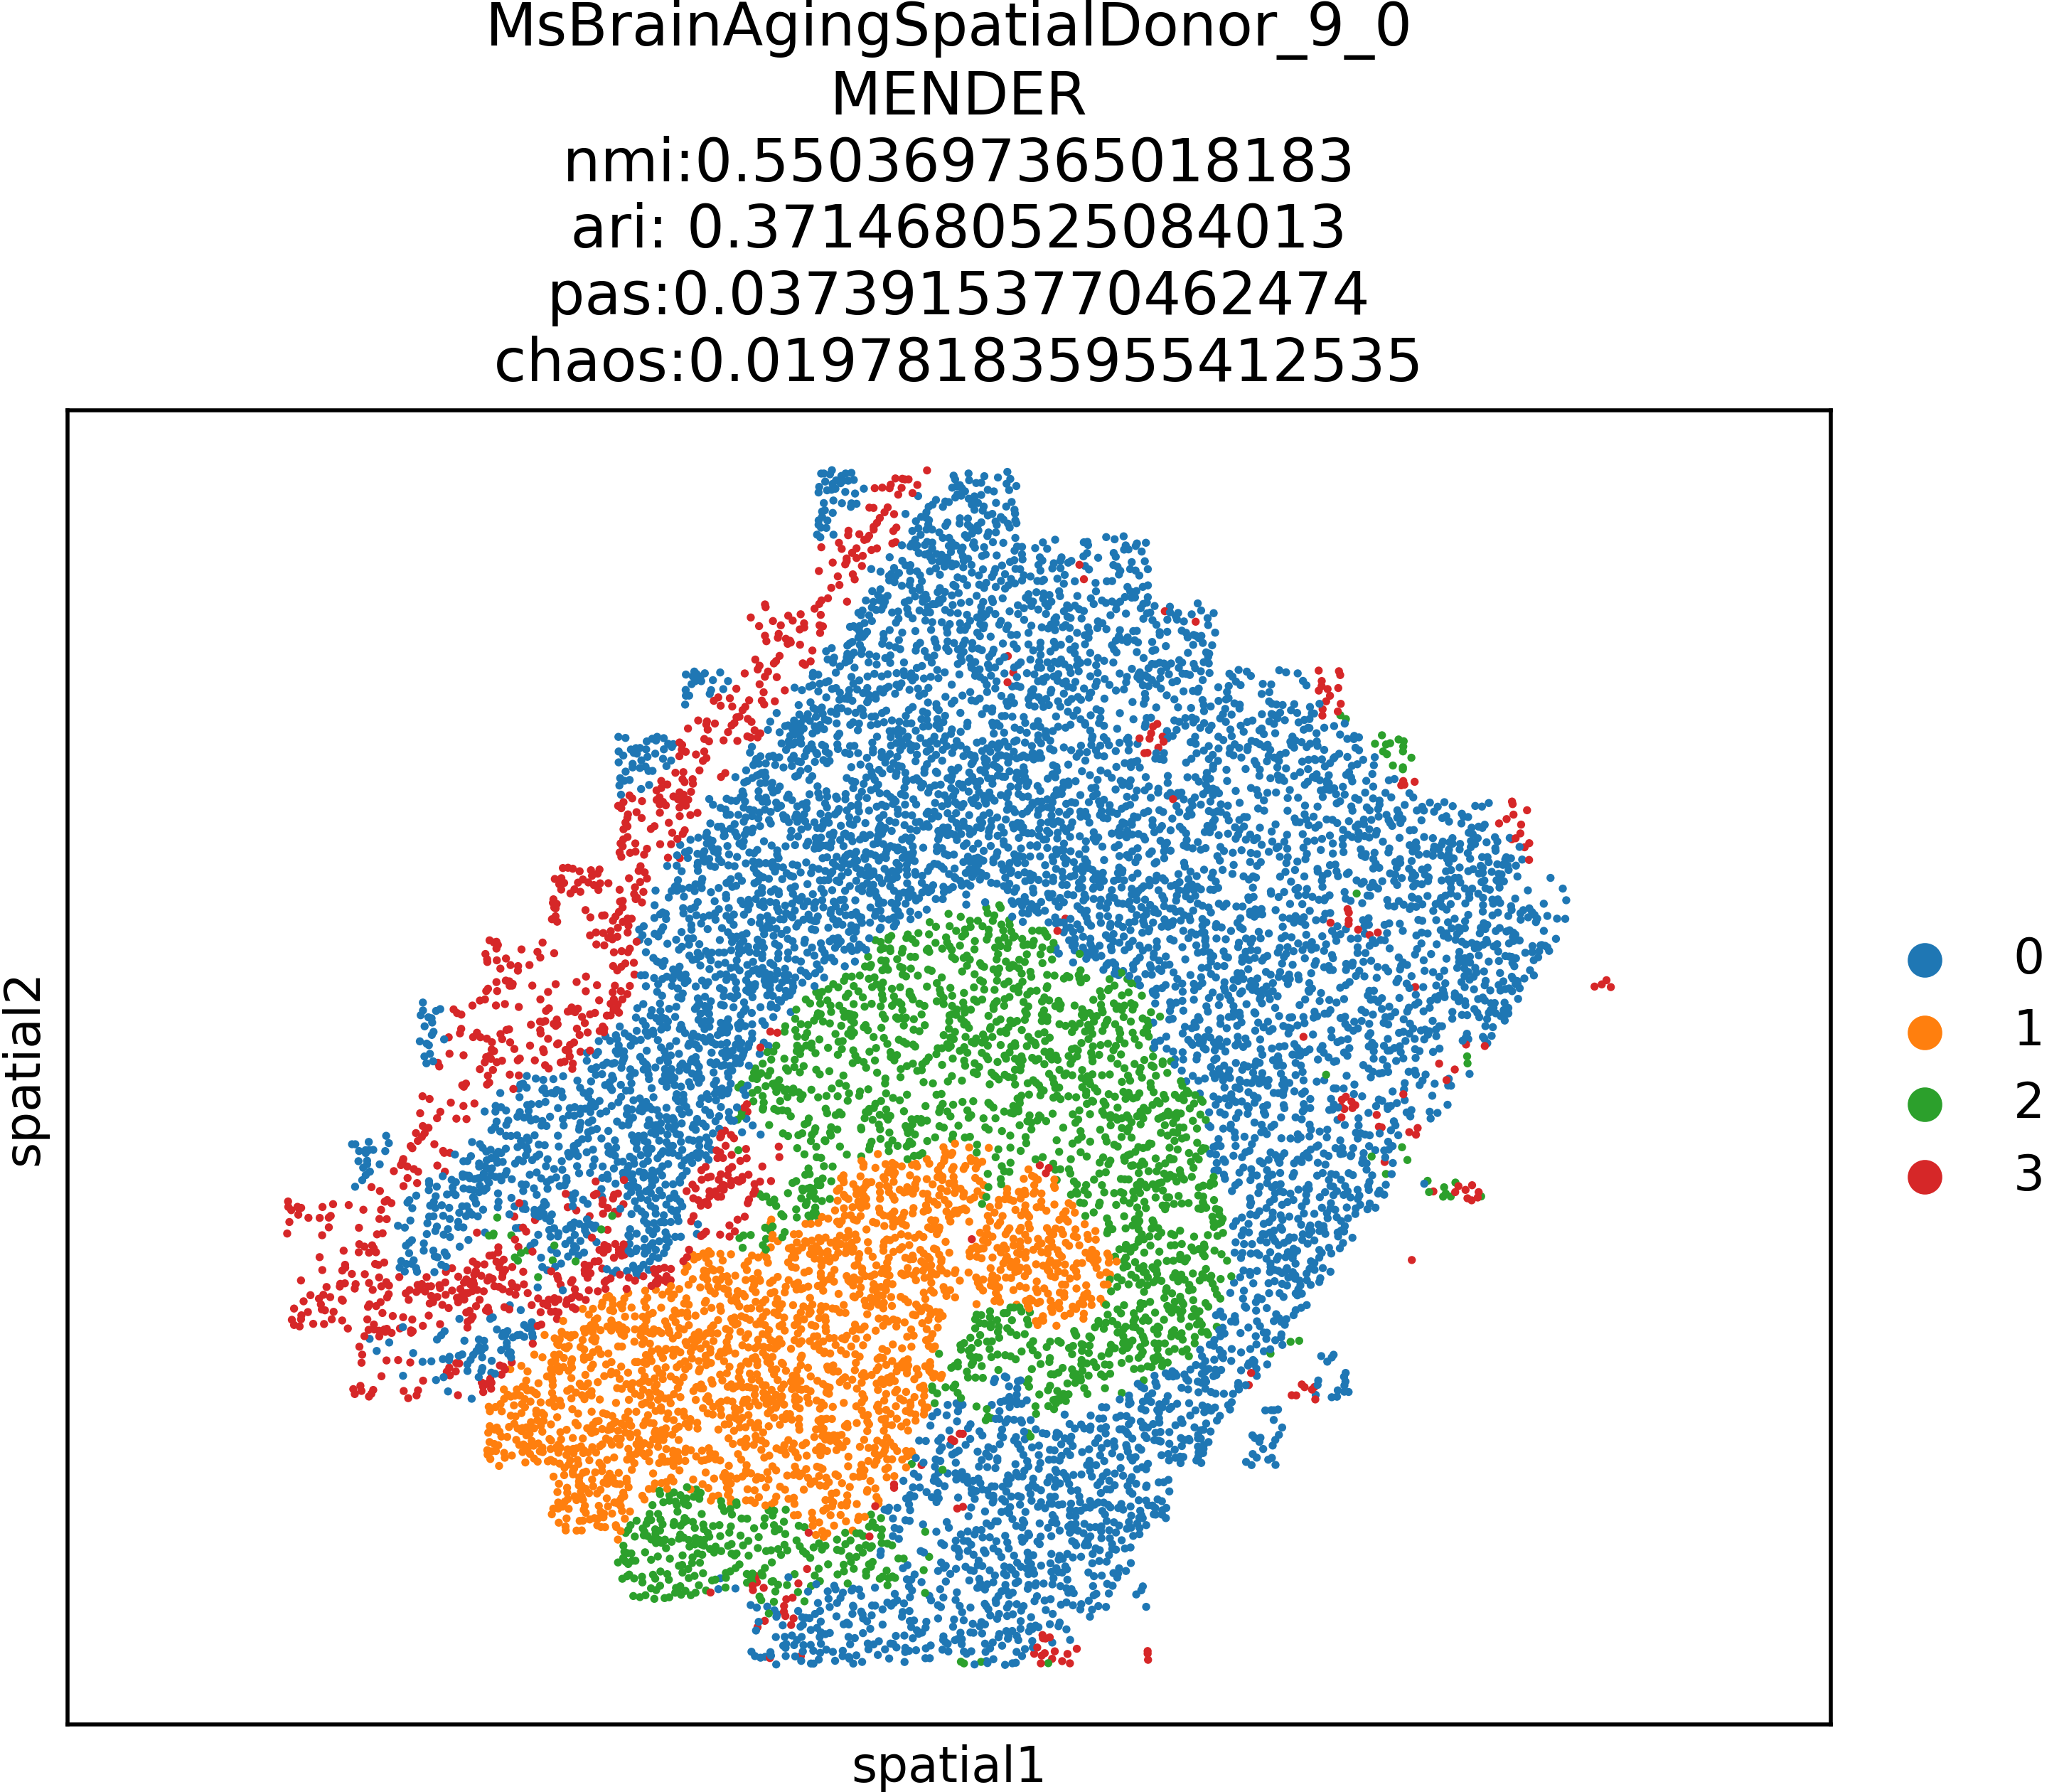 MsBrainAgingSpatialDonor_9_0
MENDER
nmi:0.5503697365018183
ari: 0.3714680525084013
pas:0.03739153770462474
chaos:0.019781835955412535
spatial2
0
1
2
3
spatial1